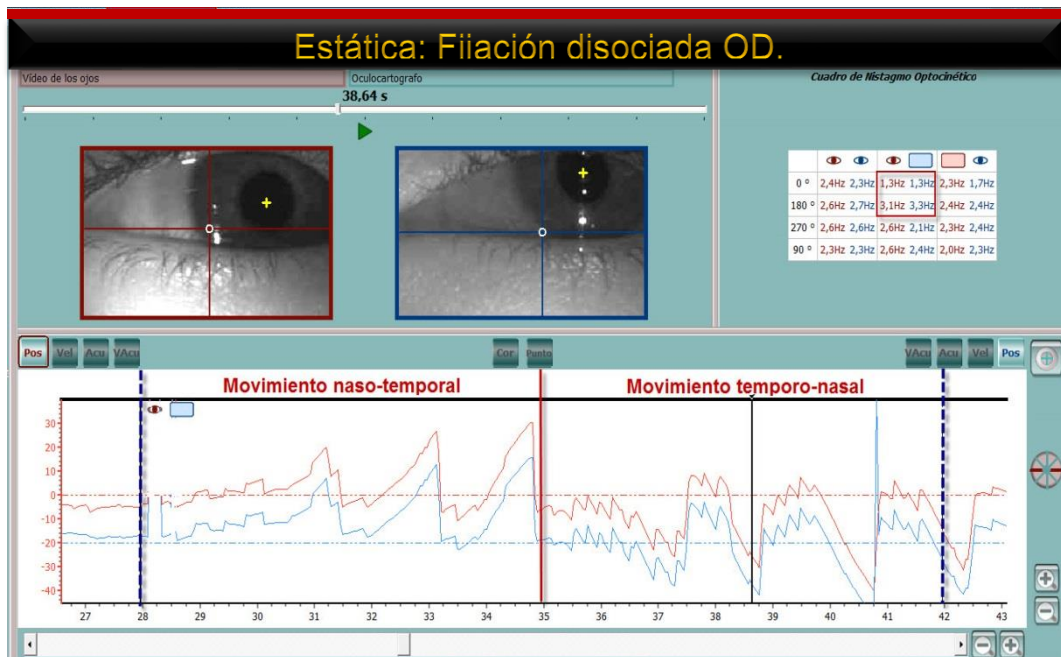 Estática: Fiiación disociada OD.
Vídeo de los ojos
Oculocartografo
Cuadro de Nistagmo Optocinético
38,64 s
0 º 2,4Hz 2,3Hz 1,3Hz 1,3Hz 2,3Hz 1,7Hz
180 º 2,6Hz 2,7Hz 3,1Hz 3,3Hz 2,4Hz 2,4Hz
270 º 2,6Hz 2,6Hz 2,6Hz 2,1Hz 2,3Hz 2,4Hz
90 º 2,3Hz 2,3Hz 2,6Hz 2,4Hz 2,0Hz 2,3Hz
Pos Vel Acu VAcu Cor Punto VAcu Acu Vel Pos
Movimiento naso-temporal Movimiento temporo-nasal
30
20
10
0
-10
-20
-30
-40
27 28 29 30 31 32 33 34 35 36 37 38 39 40 41 42 43